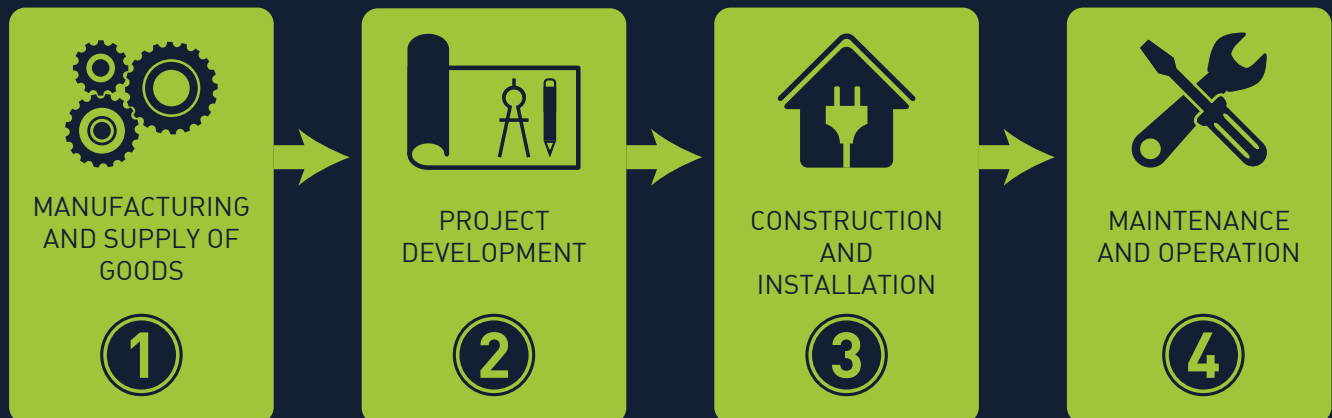 MANUFACTURING
AND SUPPLY OF
GOODS
1
PROJECT
DEVELOPMENT
2
CONSTRUCTION
AND
INSTALLATION
3
MAINTENANCE
AND OPERATION
4